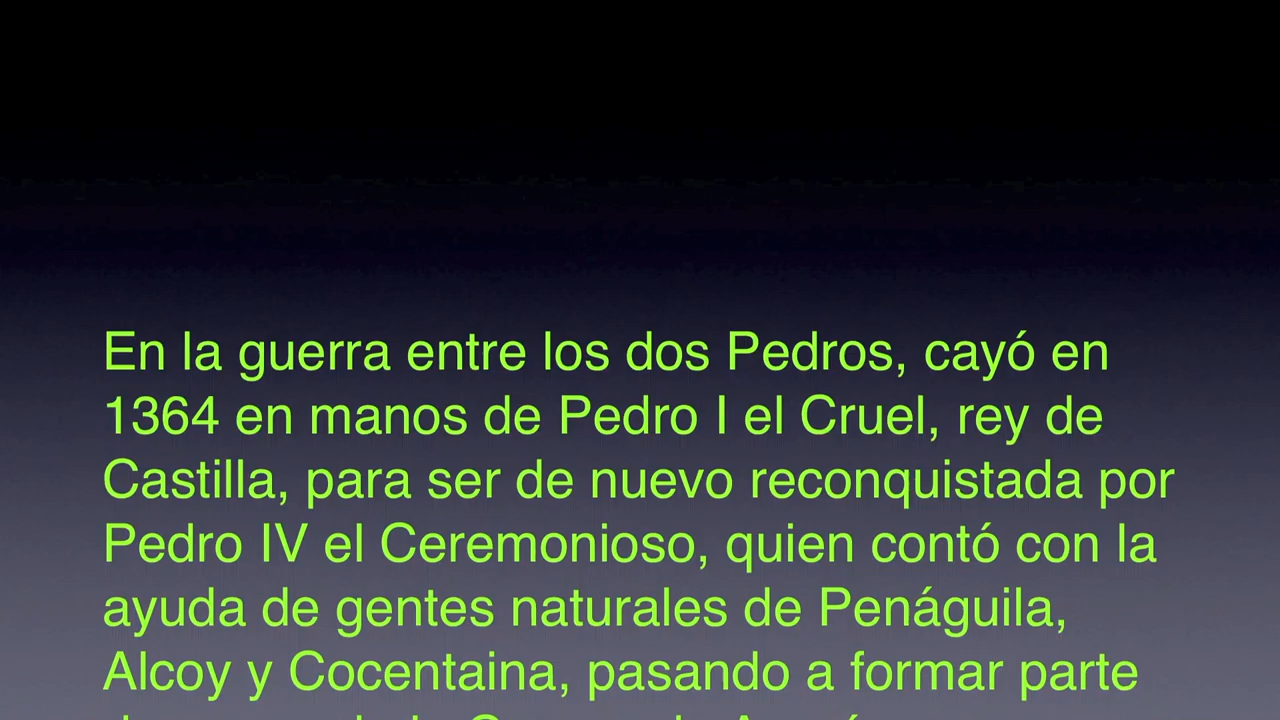 En la guerra entre los dos Pedros, cayó en
1364 en manos de Pedro I el Cruel, rey de
Castilla, para ser de nuevo reconquistada por
Pedro IV el Ceremonioso, quien contó con la
ayuda de gentes naturales de Penáguila,
Alcoy y Cocentaina, pasando a formar parte